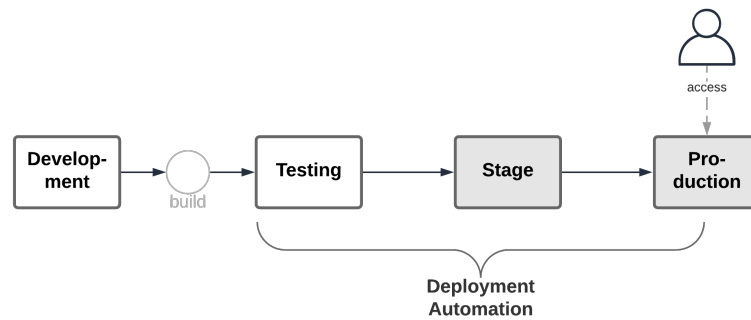 access
Develop-
ment
build
Testing
Stage
Pro-
duction
Deployment
Automation